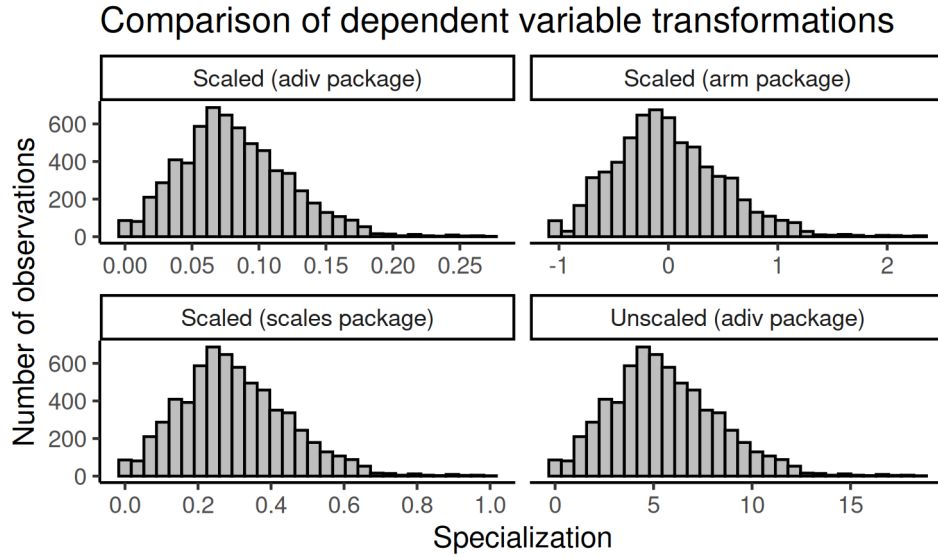 Comparison of dependent variable transformations
Scaled (adiv package)
Scaled (arm package)
Number of observations
600
400
200
0
0.00 0.05 0.10 0.15 0.20 0.25
-1 0 1 2
Scaled (scales package)
Unscaled (adiv package)
600
400
200
0
0.0 0.2 0.4 0.6 0.8 1.0
0 5 10 15
Specialization